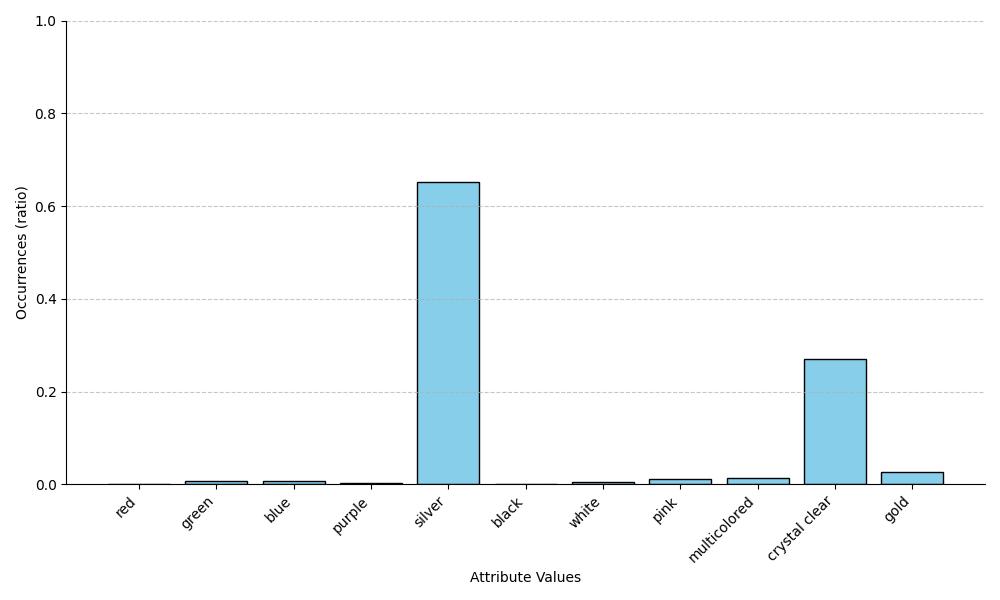 1.0
0.8
0.6
0.4
0.2
0.0
Occurrences (ratio)
red
green
blue
purple
silver
black
white
pink
multicolored
crystal clear
gold
Attribute Values